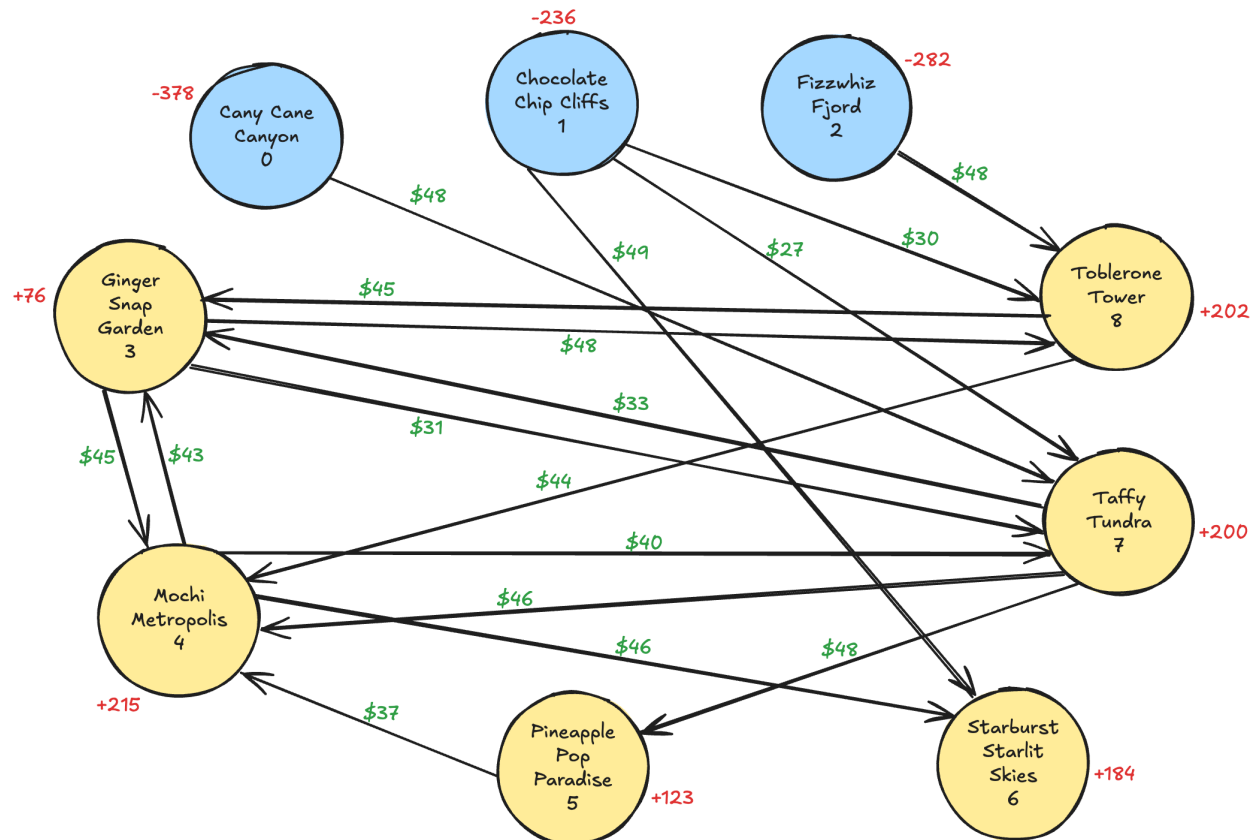 -236
Chocolate
Chip Cliffs
1
-282
Fizzwhiz
Fjord
2
-378
Cany Cane
Canyon
0
$48
$48
$49
$27
$30
Toblerone
Tower
8
+202
Ginger
Snap
Garden
3
+76
$45
$48
$33
$31
$45
$43
$44
Taffy
Tundra
7
+200
$40
$46
$46
$48
Mochi
Metropolis
4
+215
$37
Pineapple
Pop
Paradise
5
+123
Starburst
Starlit
Skies
6
+184